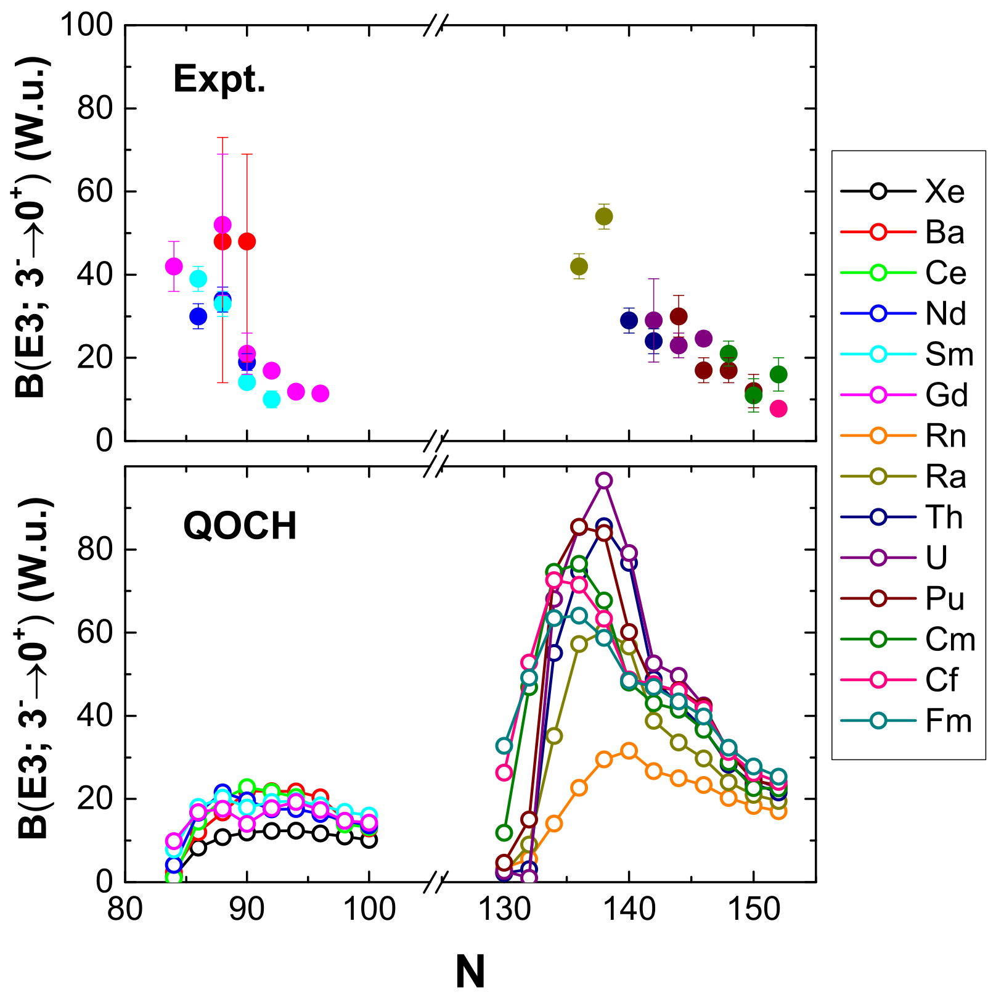 100
80
60
40
20
0
B(E3; 3⁻→0⁺) (W.u.)
Expt.
80
60
40
20
0
B(E3; 3⁻→0⁺) (W.u.)
QOCH
80 90 100 130 140 150
N
Xe
Ba
Ce
Nd
Sm
Gd
Rn
Ra
Th
U
Pu
Cm
Cf
Fm